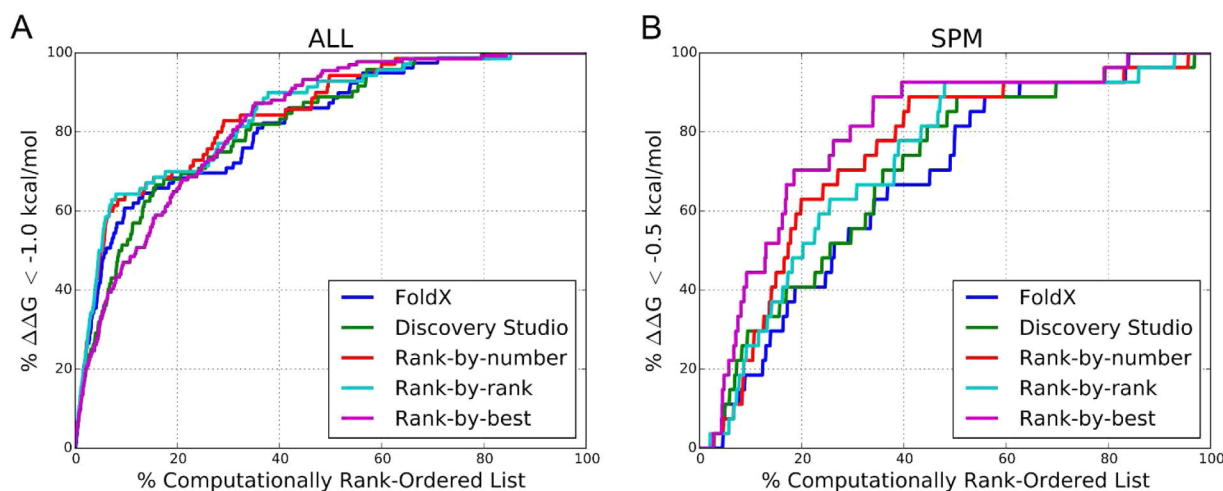 A
ALL
% ΔΔG < -1.0 kcal/mol
100
80
60
40
20
0
0 20 40 60 80 100
% Computationally Rank-Ordered List
FoldX
Discovery Studio
Rank-by-number
Rank-by-rank
Rank-by-best
B
SPM
% ΔΔG < -0.5 kcal/mol
100
80
60
40
20
0
0 20 40 60 80 100
% Computationally Rank-Ordered List
FoldX
Discovery Studio
Rank-by-number
Rank-by-rank
Rank-by-best